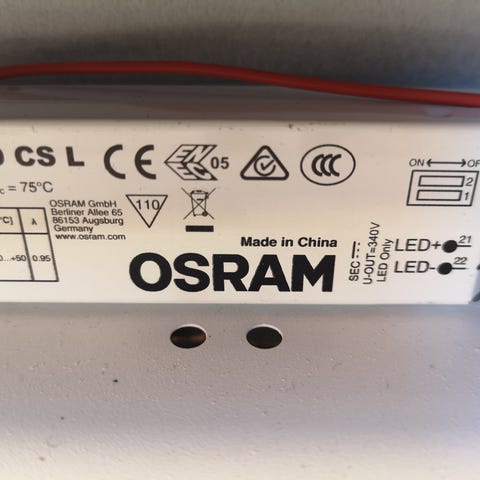 CS L
05
c = 75°C
OSRAM GmbH
Berliner Allee 65
86153 Augsburg
Germany
www.osram.com
110
°C] λ
...+50 0.95
Made in China
OSRAM
SEC
U-OUT=340V
LED Only
ON
2
1
LED+ 21
LED- 22